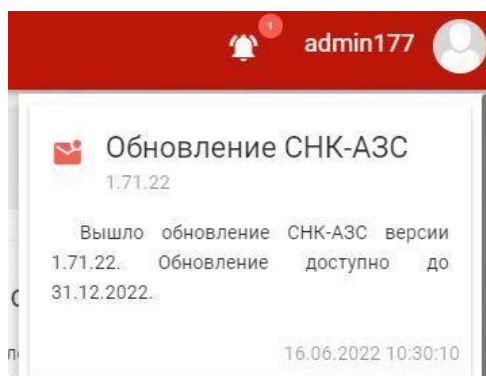 1
admin177
Обновление СНК-АЗС
1.71.22
Вышло обновление СНК-АЗС версии
1.71.22. Обновление доступно до
31.12.2022.
16.06.2022 10:30:10